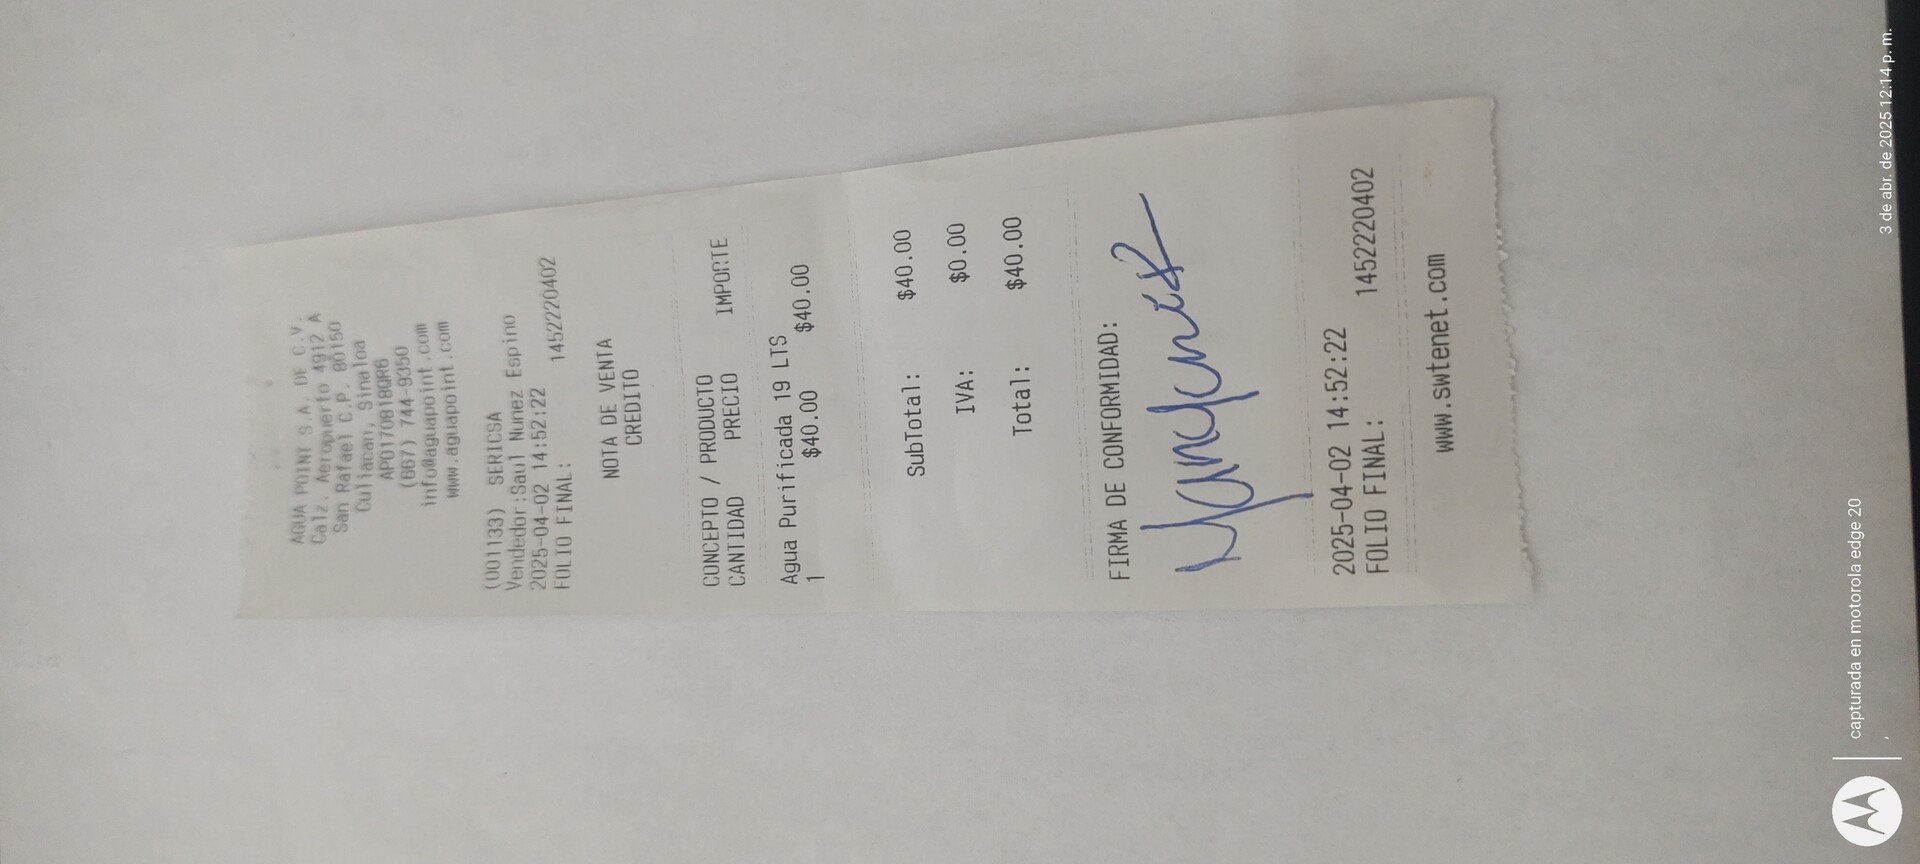 AGUA POINT S.A. DE C.V.
Calz. Aeropuerto 4912 A
San Rafael C.P. 80150
Culiacan, Sinaloa
APO170818QR6
(667) 744-9350
info@aguapoint.com
www.aguapoint.com
(001133) SERICSA
Vendedor:Saul Nunez Espino
2025-04-02 14:52:22
FOLIO FINAL: 1452220402
NOTA DE VENTA
CREDITO
CONCEPTO / PRODUCTO
CANTIDAD PRECIO IMPORTE
Agua Purificada 19 LTS
1 $40.00 $40.00
SubTotal: $40.00
IVA: $0.00
Total: $40.00
FIRMA DE CONFORMIDAD:
2025-04-02 14:52:22
FOLIO FINAL: 1452220402
www.swtenet.com
capturada en motorola edge 20
,
3 de abr. de 2025 12:14 p. m.